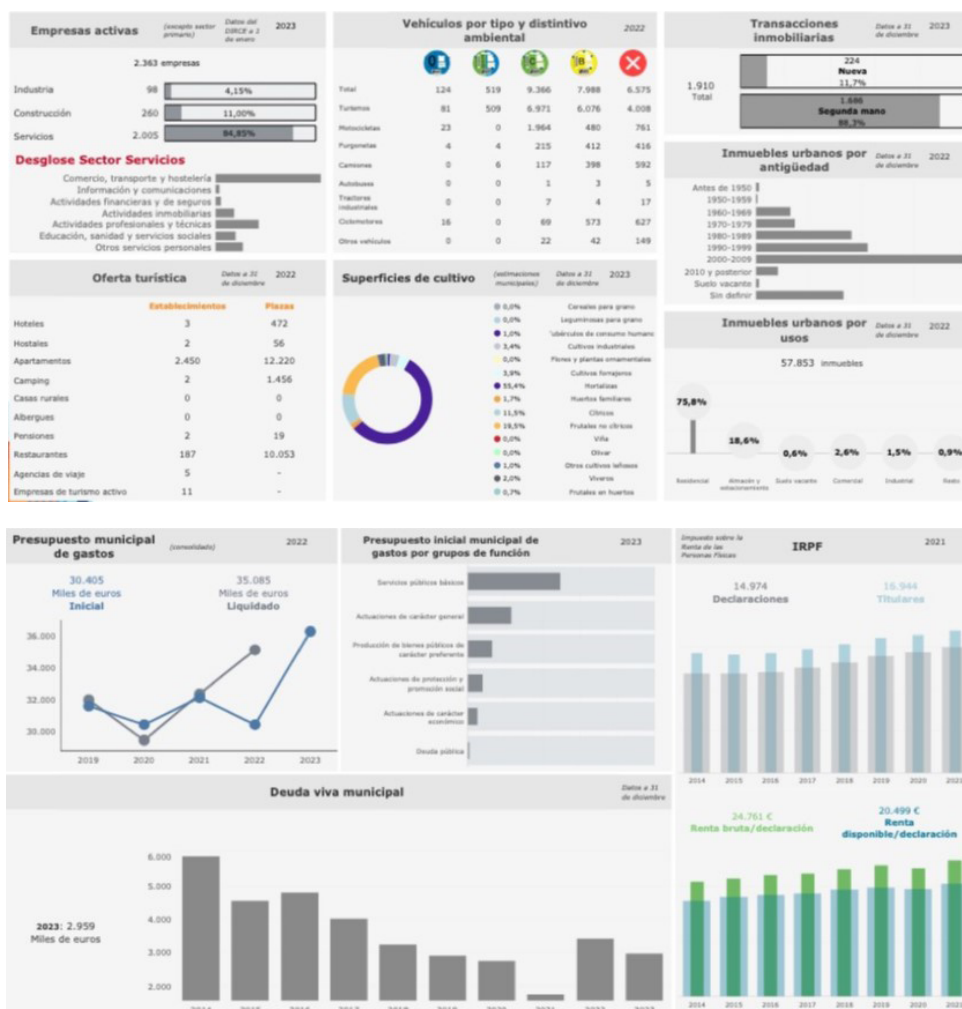 Empresas activas
(excepto sector primario)
Datos del DIRCE a 1 de enero
2023
2.363 empresas
Industria 98 4,15%
Construcción 260 11,00%
Servicios 2.005 84,85%
Desglose Sector Servicios
Comercio, transporte y hostelería
Información y comunicaciones
Actividades financieras y de seguros
Actividades inmobiliarias
Actividades profesionales y técnicas
Educación, sanidad y servicios sociales
Otros servicios personales
Vehículos por tipo y distintivo
ambiental
2022
Total 124 519 9.366 7.988 6.575
Turismos 81 509 6.971 6.076 4.008
Motocicletas 23 0 1.964 480 761
Furgonetas 4 4 215 412 416
Camiones 0 6 117 398 592
Autobuses 0 0 1 3 5
Tractores industriales 0 0 7 4 17
Ciclomotores 16 0 69 573 627
Otros vehículos 0 0 22 42 149
Transacciones
inmobiliarias
Datos a 31 de diciembre
2023
1.910
Total
224
Nueva
11,7%
1.686
Segunda mano
88,3%
Inmuebles urbanos por
antigüedad
Datos a 31 de diciembre
2022
Antes de 1950
1950-1959
1960-1969
1970-1979
1980-1989
1990-1999
2000-2009
2010 y posterior
Suelo vacante
Sin definir
Oferta turística
Datos a 31 de diciembre
2022
Establecimientos Plazas
Hoteles 3 472
Hostales 2 56
Apartamentos 2.450 12.220
Camping 2 1.456
Casas rurales 0 0
Albergues 0 0
Pensiones 2 19
Restaurantes 187 10.053
Agencias de viaje 5 -
Empresas de turismo activo 11 -
Superficies de cultivo
(estimaciones municipales)
Datos a 31 de diciembre
2023
0,0% Cereales para grano
0,0% Leguminosas para grano
1,0% ubérculos de consumo humano
3,4% Cultivos industriales
0,0% Flores y plantas ornamentales
3,9% Cultivos forrajeros
55,4% Hortalizas
1,7% Huertos familiares
11,5% Cítricos
19,5% Frutales no cítricos
0,0% Viña
0,0% Olivar
1,0% Otros cultivos leñosos
2,0% Viveros
0,7% Frutales en huertos
Inmuebles urbanos por
usos
Datos a 31 de diciembre
2022
57.853 inmuebles
75,8% 18,6% 0,6% 2,6% 1,5% 0,9%
Residencial Almacén y estacionamiento Suelo vacante Comercial Industrial Resto
Presupuesto municipal
de gastos
(consolidado)
2022
30.405
Miles de euros
Inicial
35.085
Miles de euros
Liquidado
36.000
34.000
32.000
30.000
2019 2020 2021 2022 2023
Presupuesto inicial municipal de
gastos por grupos de función
2023
Servicios públicos básicos
Actuaciones de carácter general
Producción de bienes públicos de
carácter preferente
Actuaciones de protección y
promoción social
Actuaciones de carácter
económico
Deuda pública
Impuesto sobre la
Renta de las
Personas Físicas
IRPF
2021
14.974
Declaraciones
16.944
Titulares
2014 2015 2016 2017 2018 2019 2020 2021
Deuda viva municipal
Datos a 31
de diciembre
2023: 2.959
Miles de euros
6.000
5.000
4.000
3.000
2.000
2014 2015 2016 2017 2018 2019 2020 2021 2022 2023
24.761 €
Renta bruta/declaración
20.499 €
Renta
disponible/declaración
2014 2015 2016 2017 2018 2019 2020 2021